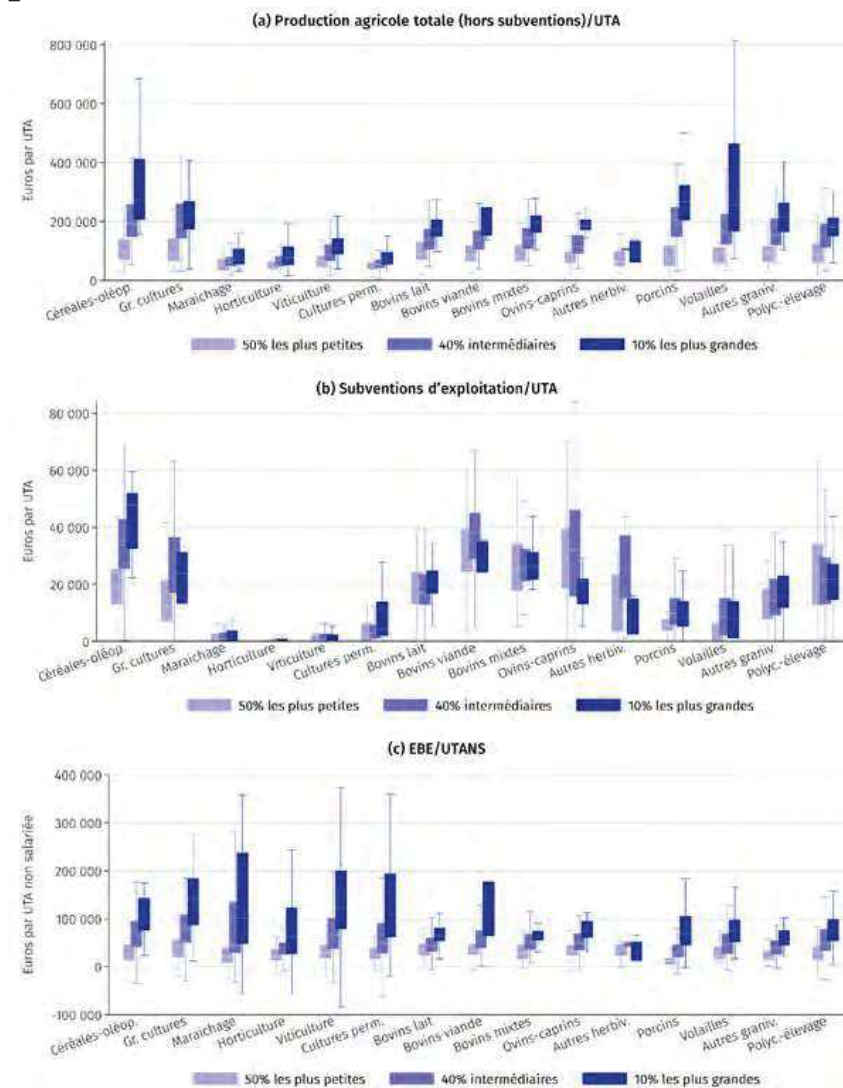 (a) Production agricole totale (hors subventions)/UTA
Euros par UTA
800 000
600 000
400 000
200 000
0
Céréales-oléop.
Gr. cultures
Maraîchage
Horticulture
Viticulture
Cultures perm.
Bovins lait
Bovins viande
Bovins mixtes
Ovins-caprins
Autres herbiv.
Porcins
Volailles
Autres graniv.
Polyc.-élevage
50% les plus petites
40% intermédiaires
10% les plus grandes
(b) Subventions d'exploitation/UTA
Euros par UTA
80 000
60 000
40 000
20 000
0
Céréales-oléop.
Gr. cultures
Maraîchage
Horticulture
Viticulture
Cultures perm.
Bovins lait
Bovins viande
Bovins mixtes
Ovins-caprins
Autres herbiv.
Porcins
Volailles
Autres graniv.
Polyc.-élevage
50% les plus petites
40% intermédiaires
10% les plus grandes
(c) EBE/UTANS
Euros par UTA non salariée
400 000
300 000
200 000
100 000
0
-100 000
Céréales-oléop.
Gr. cultures
Maraîchage
Horticulture
Viticulture
Cultures perm.
Bovins lait
Bovins viande
Bovins mixtes
Ovins-caprins
Autres herbiv.
Porcins
Volailles
Autres graniv.
Polyc.-élevage
50% les plus petites
40% intermédiaires
10% les plus grandes